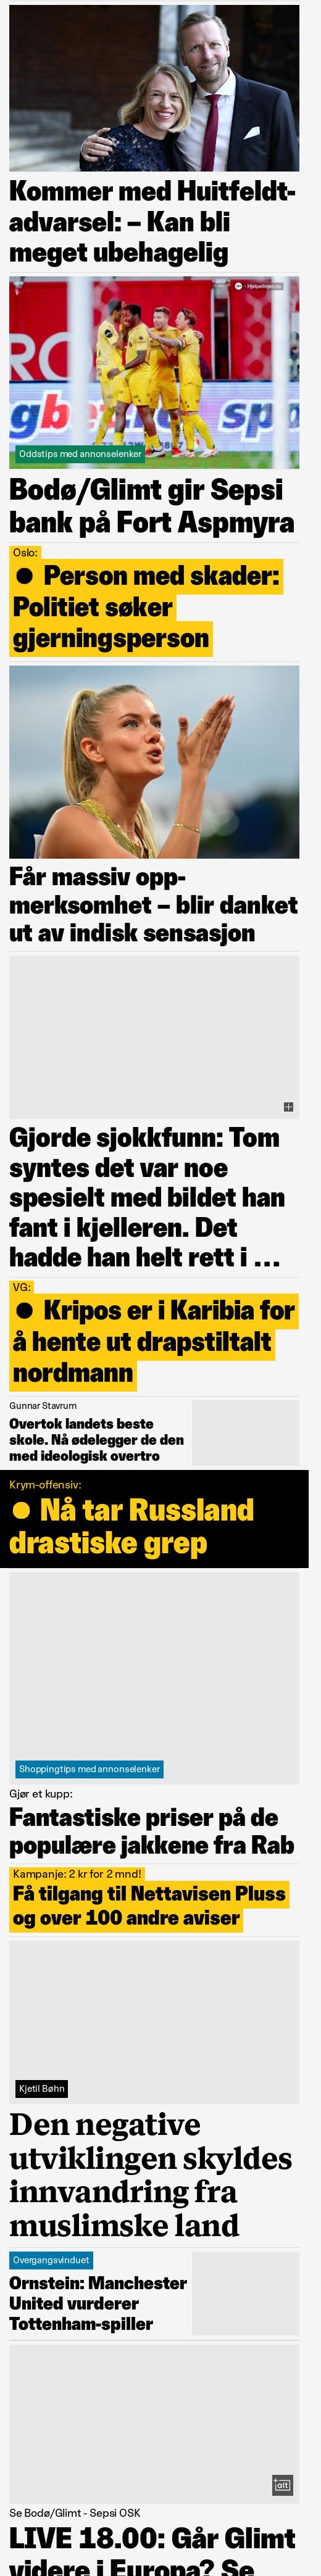 Kommer med Huitfeldt-
advarsel: – Kan bli
meget ubehagelig
Hjelpelinjen.no
Oddstips med annonselenker
Bodø/Glimt gir Sepsi
bank på Fort Aspmyra
Oslo:
● Person med skader:
Politiet søker
gjerningsperson
Får massiv opp-
merksomhet – blir danket
ut av indisk sensasjon
Gjorde sjokkfunn: Tom
syntes det var noe
spesielt med bildet han
fant i kjelleren. Det
hadde han helt rett i …
VG:
● Kripos er i Karibia for
å hente ut drapstiltalt
nordmann
Gunnar Stavrum
Overtok landets beste
skole. Nå ødelegger de den
med ideologisk overtro
Krym-offensiv:
● Nå tar Russland
drastiske grep
Shoppingtips med annonselenker
Gjør et kupp:
Fantastiske priser på de
populære jakkene fra Rab
Kampanje: 2 kr for 2 mnd!
Få tilgang til Nettavisen Pluss
og over 100 andre aviser
Kjetil Bøhn
Den negative
utviklingen skyldes
innvandring fra
muslimske land
Overgangsvinduet
Ornstein: Manchester
United vurderer
Tottenham-spiller
+alt
Se Bodø/Glimt - Sepsi OSK
LIVE 18.00: Går Glimt
videre i Europa? Se